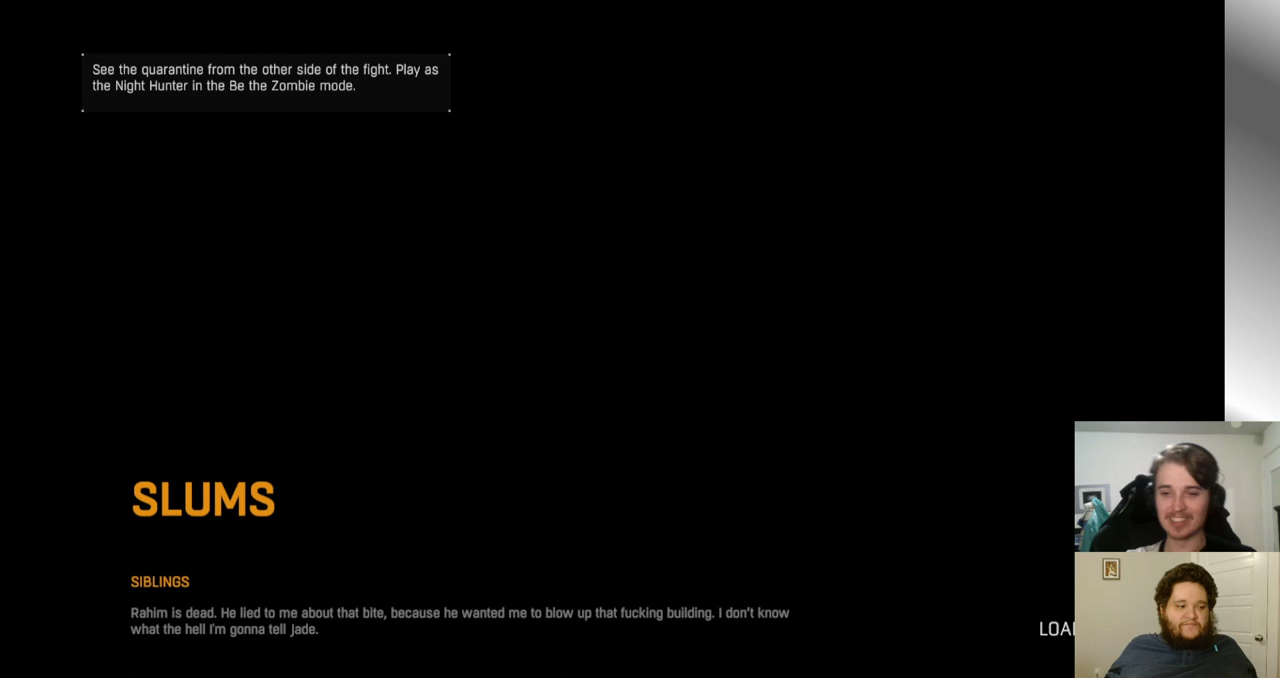 See the quarantine from the other side of the fight. Play as
the Night Hunter in the Be the Zombie mode.
SLUMS
SIBLINGS
Rahim is dead. He lied to me about that bite, because he wanted me to blow up that fucking building. I don't know
what the hell I'm gonna tell Jade.
LOA